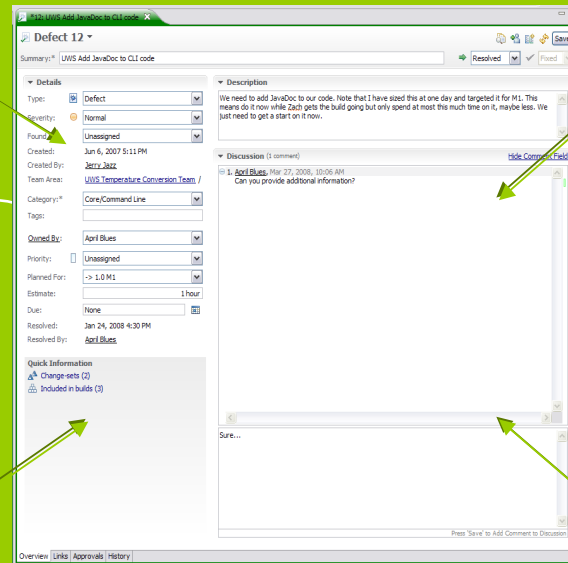 *12: UWS Add JavaDoc to CLI code
Defect 12
Save
Summary:* UWS Add JavaDoc to CLI code
Resolved
Fixed
Details
Type: Defect
Severity: Normal
Found Unassigned
Created: Jun 6, 2007 5:11 PM
Created By: Jerry Jazz
Team Area: UWS Temperature Conversion Team /
Category:* Core/Command Line
Tags:
Owned By: April Blues
Priority: Unassigned
Planned For: -> 1.0 M1
Estimate: 1 hour
Due: None
Resolved: Jan 24, 2008 4:30 PM
Resolved By: April Blues
Quick Information
Change-sets (2)
Included in builds (3)
Description
We need to add JavaDoc to our code. Note that I have sized this at one day and targeted it for M1. This
means do it now while Zach gets the build going but only spend at most this much time on it, maybe less. We
just need to get a start on it now.
Discussion (1 comment)
Hide Comment Field
1. April Blues, Mar 27, 2008, 10:06 AM
Can you provide additional information?
Sure...
Press 'Save' to Add Comment to Discussion
Overview Links Approvals History